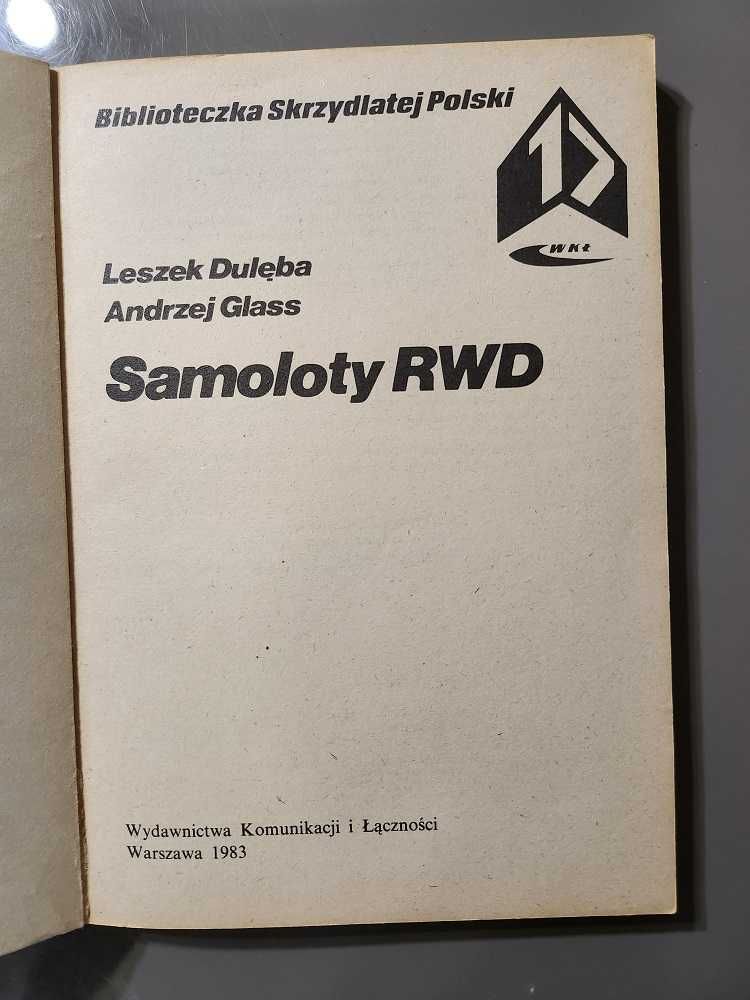 Biblioteczka Skrzydlatej Polski
17
WKŁ
Leszek Dulęba
Andrzej Glass
Samoloty RWD
Wydawnictwa Komunikacji i Łączności
Warszawa 1983